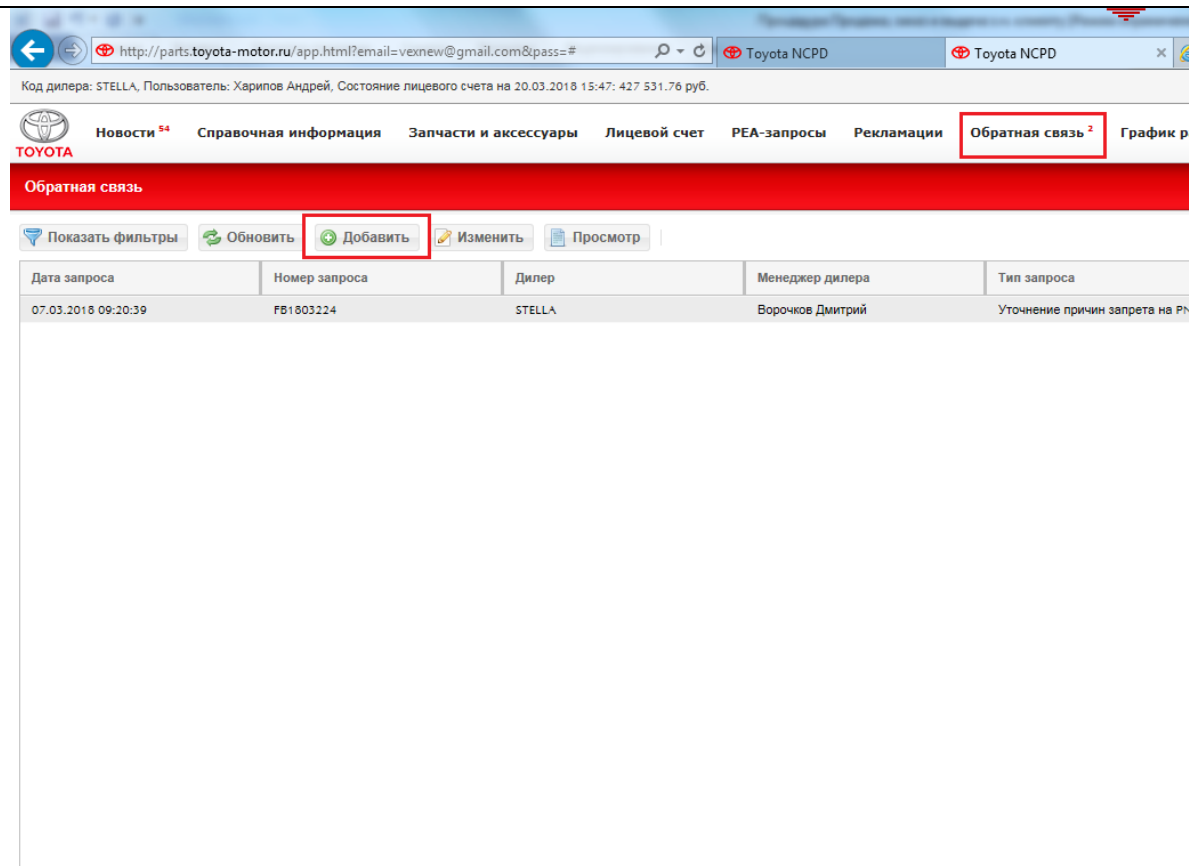 http://parts.toyota-motor.ru/app.html?email=vexnew@gmail.com&pass=# Toyota NCPD Toyota NCPD
Код дилера: STELLA, Пользователь: Харипов Андрей, Состояние лицевого счета на 20.03.2018 15:47: 427 531.76 руб.
TOYOTA Новости 54 Справочная информация Запчасти и аксессуары Лицевой счет РЕА-запросы Рекламации Обратная связь 2 График р
Обратная связь
Показать фильтры Обновить Добавить Изменить Просмотр
Дата запроса Номер запроса Дилер Менеджер дилера Тип запроса
07.03.2018 09:20:39 FB1803224 STELLA Ворочков Дмитрий Уточнение причин запрета на PN